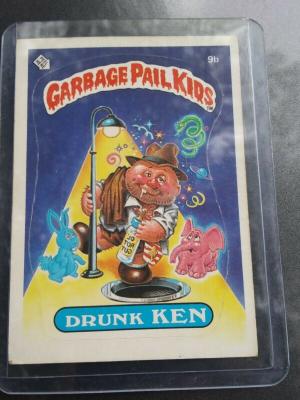 9b
GARBAGE PAIL KIDS
DRUNK KEN